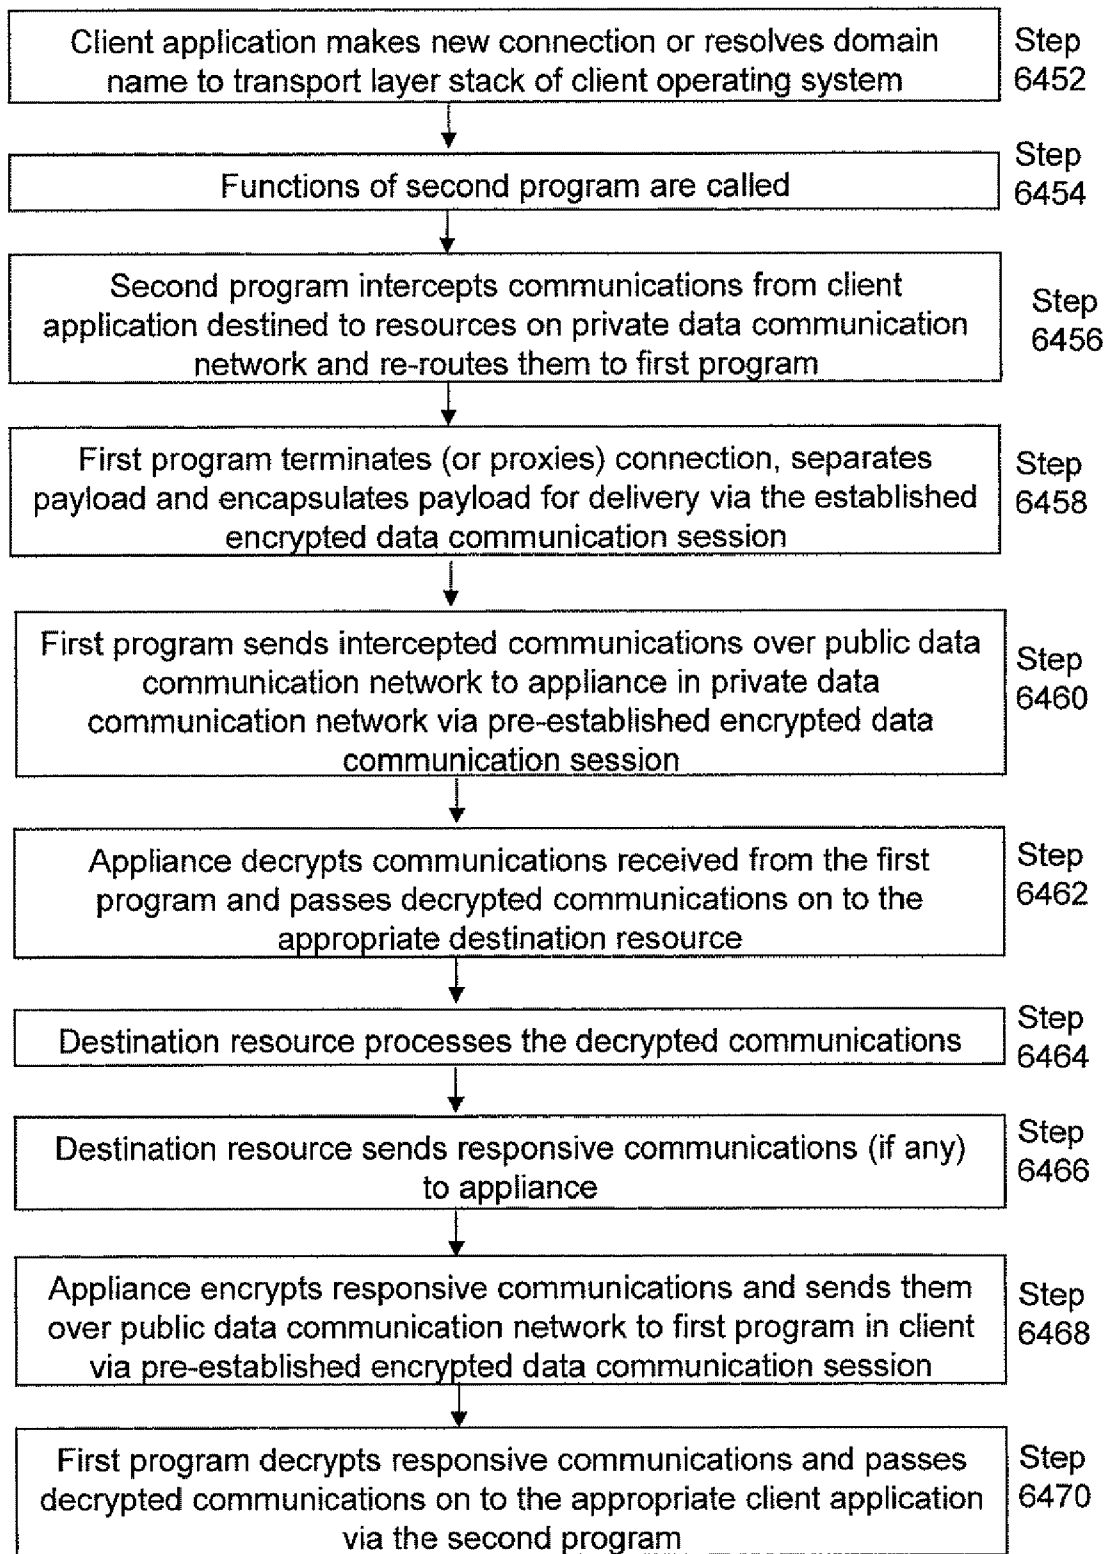 Client application makes new connection or resolves domain
name to transport layer stack of client operating system
Step
6452
Functions of second program are called
Step
6454
Second program intercepts communications from client
application destined to resources on private data communication
network and re-routes them to first program
Step
6456
First program terminates (or proxies) connection, separates
payload and encapsulates payload for delivery via the established
encrypted data communication session
Step
6458
First program sends intercepted communications over public data
communication network to appliance in private data
communication network via pre-established encrypted data
communication session
Step
6460
Appliance decrypts communications received from the first
program and passes decrypted communications on to the
appropriate destination resource
Step
6462
Destination resource processes the decrypted communications
Step
6464
Destination resource sends responsive communications (if any)
to appliance
Step
6466
Appliance encrypts responsive communications and sends them
over public data communication network to first program in client
via pre-established encrypted data communication session
Step
6468
First program decrypts responsive communications and passes
decrypted communications on to the appropriate client application
via the second program
Step
6470